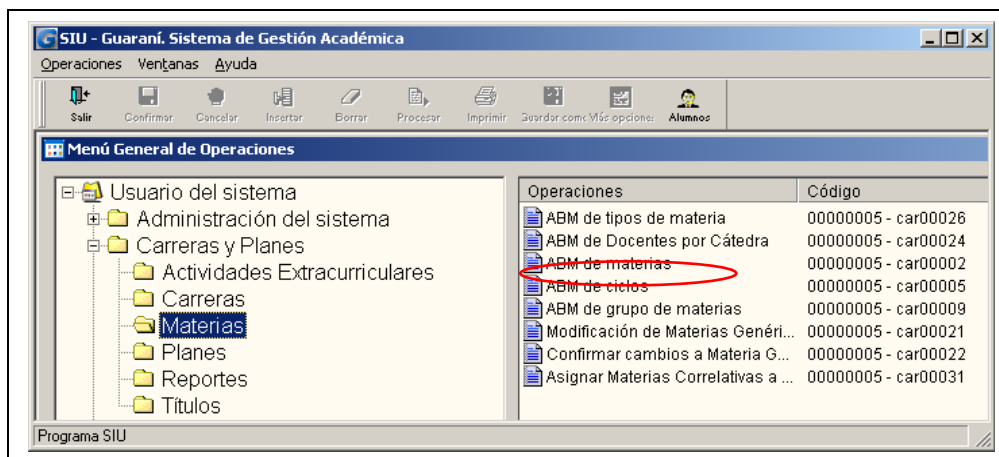 SIU - Guaraní. Sistema de Gestión Académica
Operaciones Ventanas Ayuda
Salir Confirmar Cancelar Insertar Borrar Procesar Imprimir Guardar como Más opciones Alumnos
Menú General de Operaciones
Usuario del sistema
Administración del sistema
Carreras y Planes
Actividades Extracurriculares
Carreras
Materias
Planes
Reportes
Títulos
Operaciones Código
ABM de tipos de materia 00000005 - car00026
ABM de Docentes por Cátedra 00000005 - car00024
ABM de materias 00000005 - car00002
ABM de ciclos 00000005 - car00005
ABM de grupo de materias 00000005 - car00009
Modificación de Materias Genéri... 00000005 - car00021
Confirmar cambios a Materia G... 00000005 - car00022
Asignar Materias Correlativas a ... 00000005 - car00031
Programa SIU